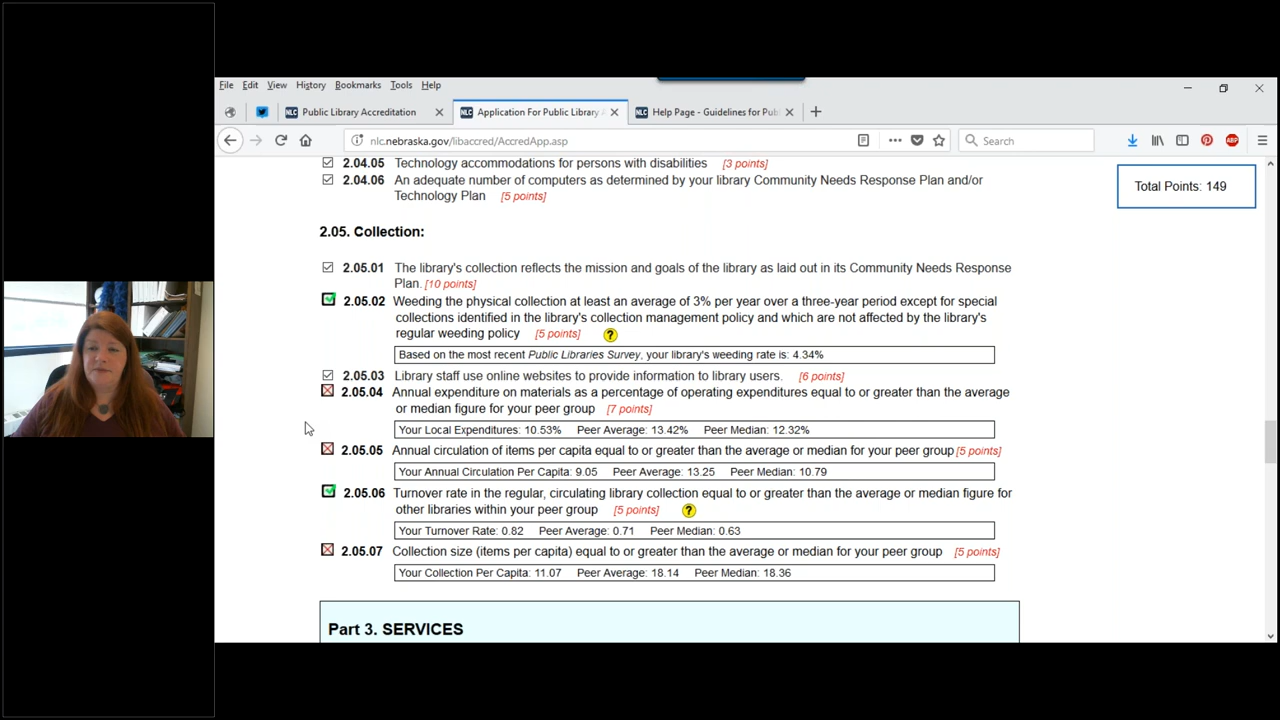 File Edit View History Bookmarks Tools Help
NLC Public Library Accreditation × NLC Application For Public Library A × NLC Help Page - Guidelines for Pub × +
nlc.nebraska.gov/libaccred/AccredApp.asp Search ABP
2.04.05 Technology accommodations for persons with disabilities [3 points]
2.04.06 An adequate number of computers as determined by your library Community Needs Response Plan and/or
Technology Plan [5 points]
Total Points: 149
2.05. Collection:
2.05.01 The library's collection reflects the mission and goals of the library as laid out in its Community Needs Response
Plan. [10 points]
2.05.02 Weeding the physical collection at least an average of 3% per year over a three-year period except for special
collections identified in the library's collection management policy and which are not affected by the library's
regular weeding policy [5 points] ?
Based on the most recent Public Libraries Survey, your library's weeding rate is: 4.34%
2.05.03 Library staff use online websites to provide information to library users. [6 points]
2.05.04 Annual expenditure on materials as a percentage of operating expenditures equal to or greater than the average
or median figure for your peer group [7 points]
Your Local Expenditures: 10.53% Peer Average: 13.42% Peer Median: 12.32%
2.05.05 Annual circulation of items per capita equal to or greater than the average or median for your peer group [5 points]
Your Annual Circulation Per Capita: 9.05 Peer Average: 13.25 Peer Median: 10.79
2.05.06 Turnover rate in the regular, circulating library collection equal to or greater than the average or median figure for
other libraries within your peer group [5 points] ?
Your Turnover Rate: 0.82 Peer Average: 0.71 Peer Median: 0.63
2.05.07 Collection size (items per capita) equal to or greater than the average or median for your peer group [5 points]
Your Collection Per Capita: 11.07 Peer Average: 18.14 Peer Median: 18.36
Part 3. SERVICES